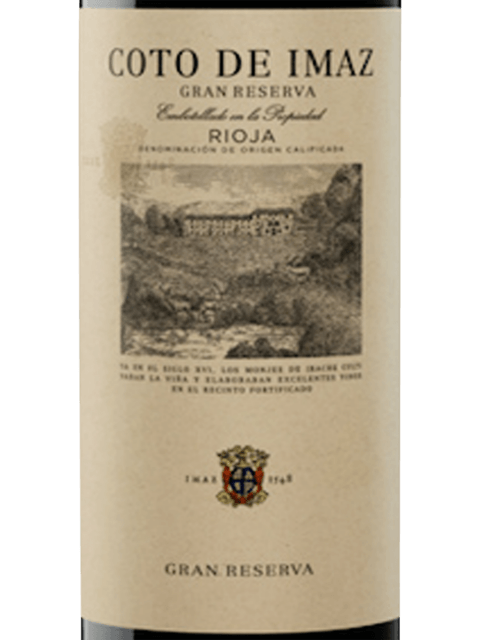 COTO DE IMAZ
GRAN RESERVA
Embotellado en la Propiedad
RIOJA
DENOMINACIÓN DE ORIGEN CALIFICADA
YA EN EL SIGLO XVI, LOS MONJES DE IRACHE CULTI
VABAN LA VIÑA Y ELABORABAN EXCELENTES VINOS
EN EL RECINTO FORTIFICADO
IMAZ 1548
GRAN RESERVA